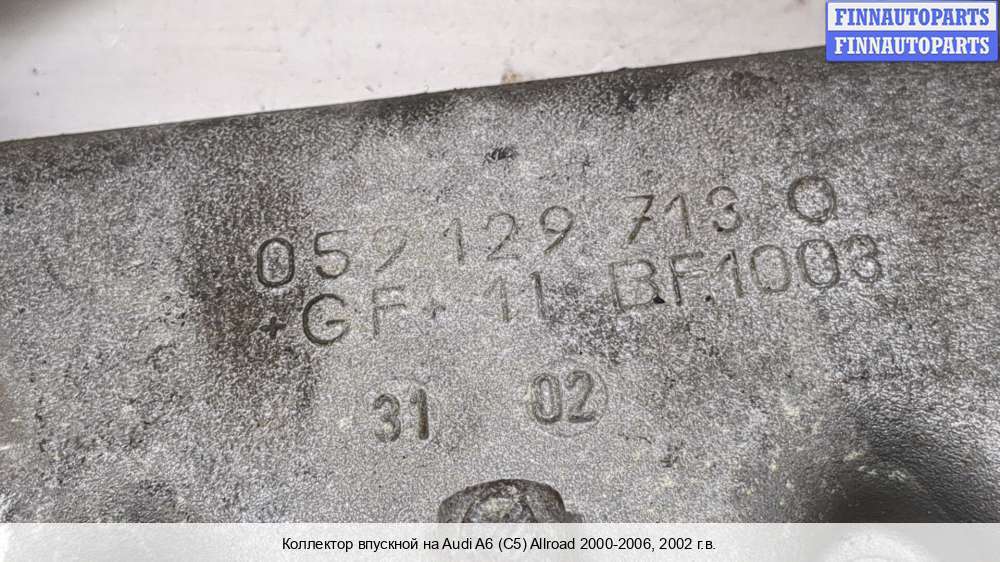 FINNAUTOPARTS
FINNAUTOPARTS
059 129 713 Q
+GF+ 1L BF1003
31 02
Коллектор впускной на Audi A6 (C5) Allroad 2000-2006, 2002 г.в.